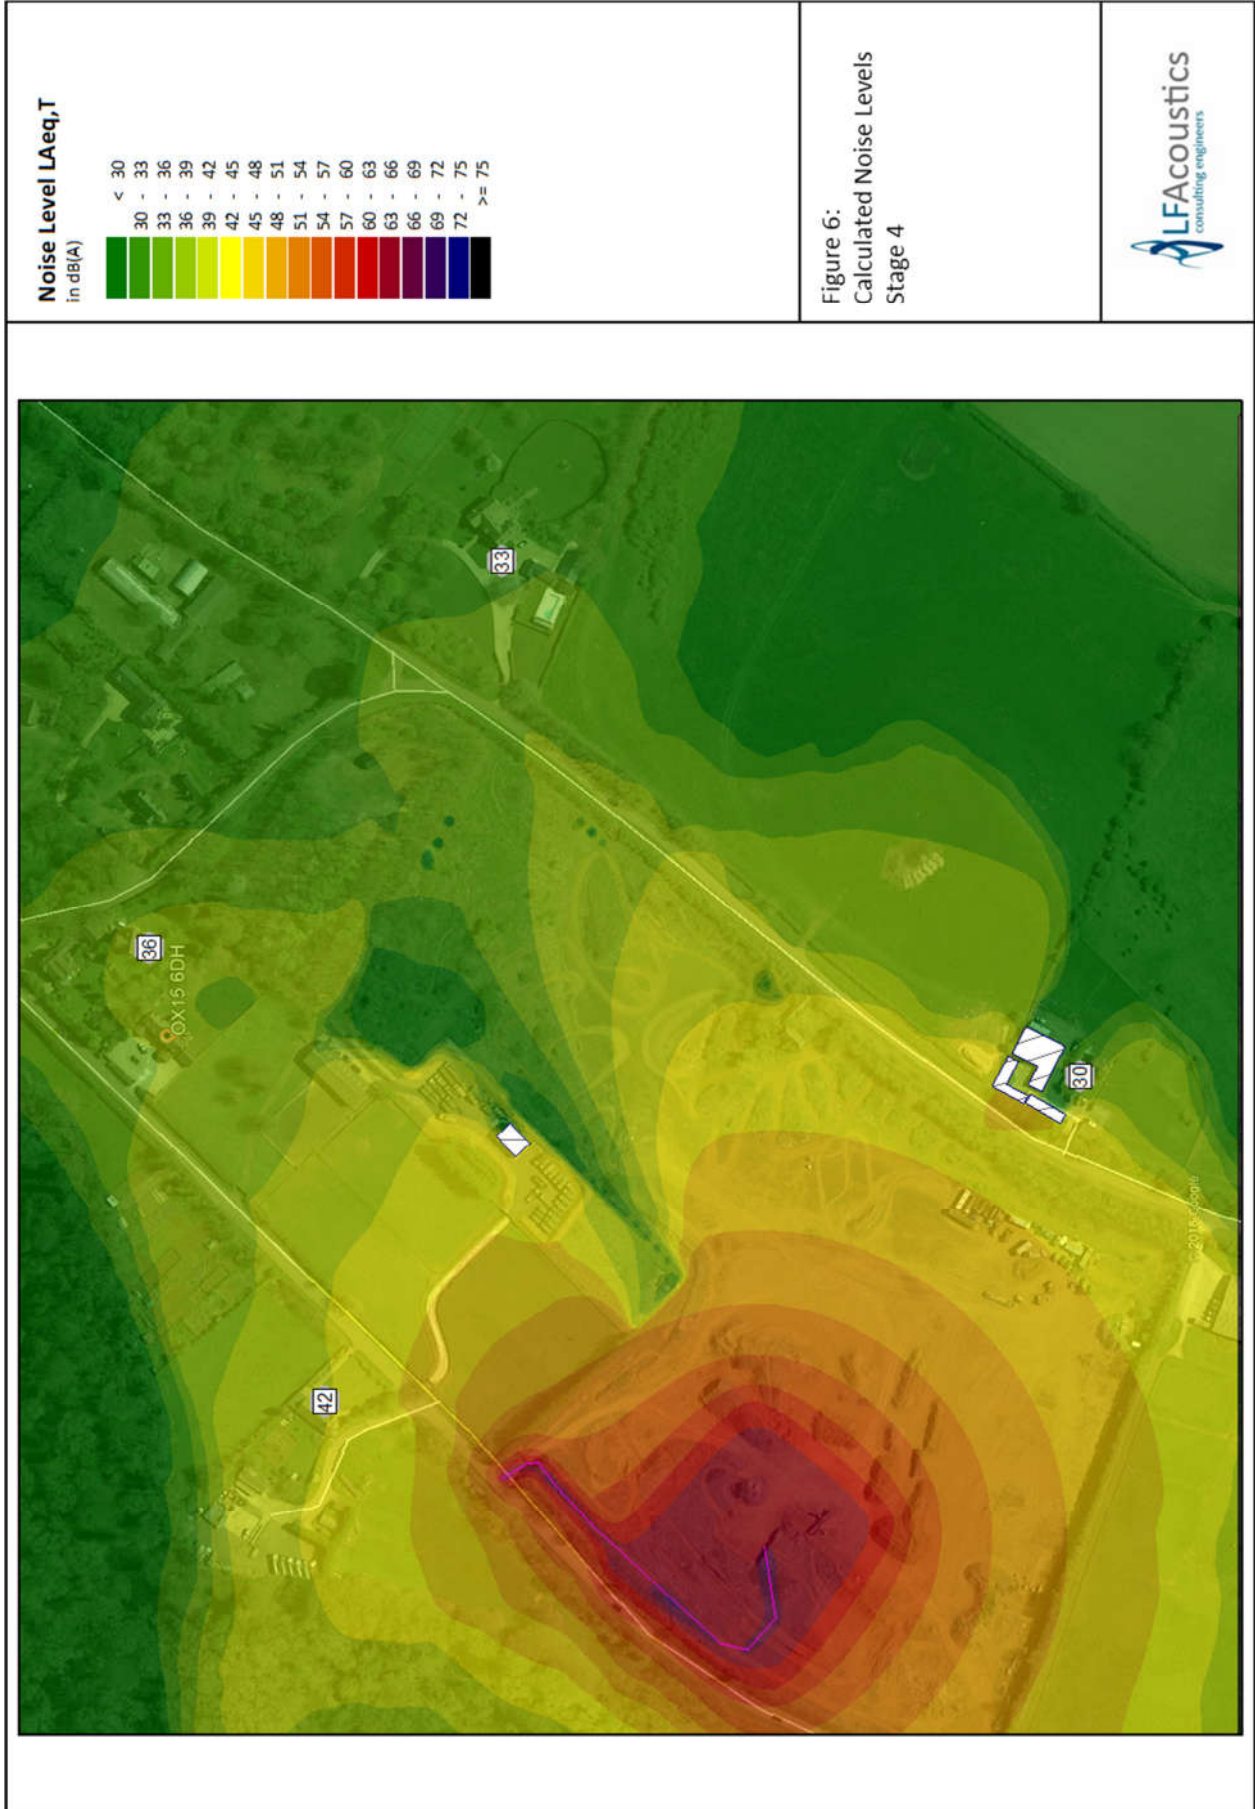 Noise Level LAeq,T
in dB(A)
< 30
30 - 33
33 - 36
36 - 39
39 - 42
42 - 45
45 - 48
48 - 51
51 - 54
54 - 57
57 - 60
60 - 63
63 - 66
66 - 69
69 - 72
72 - 75
>= 75
Figure 6:
Calculated Noise Levels
Stage 4
LFAcoustics
consulting engineers
42
36
OX15 6DH
33
30
Google